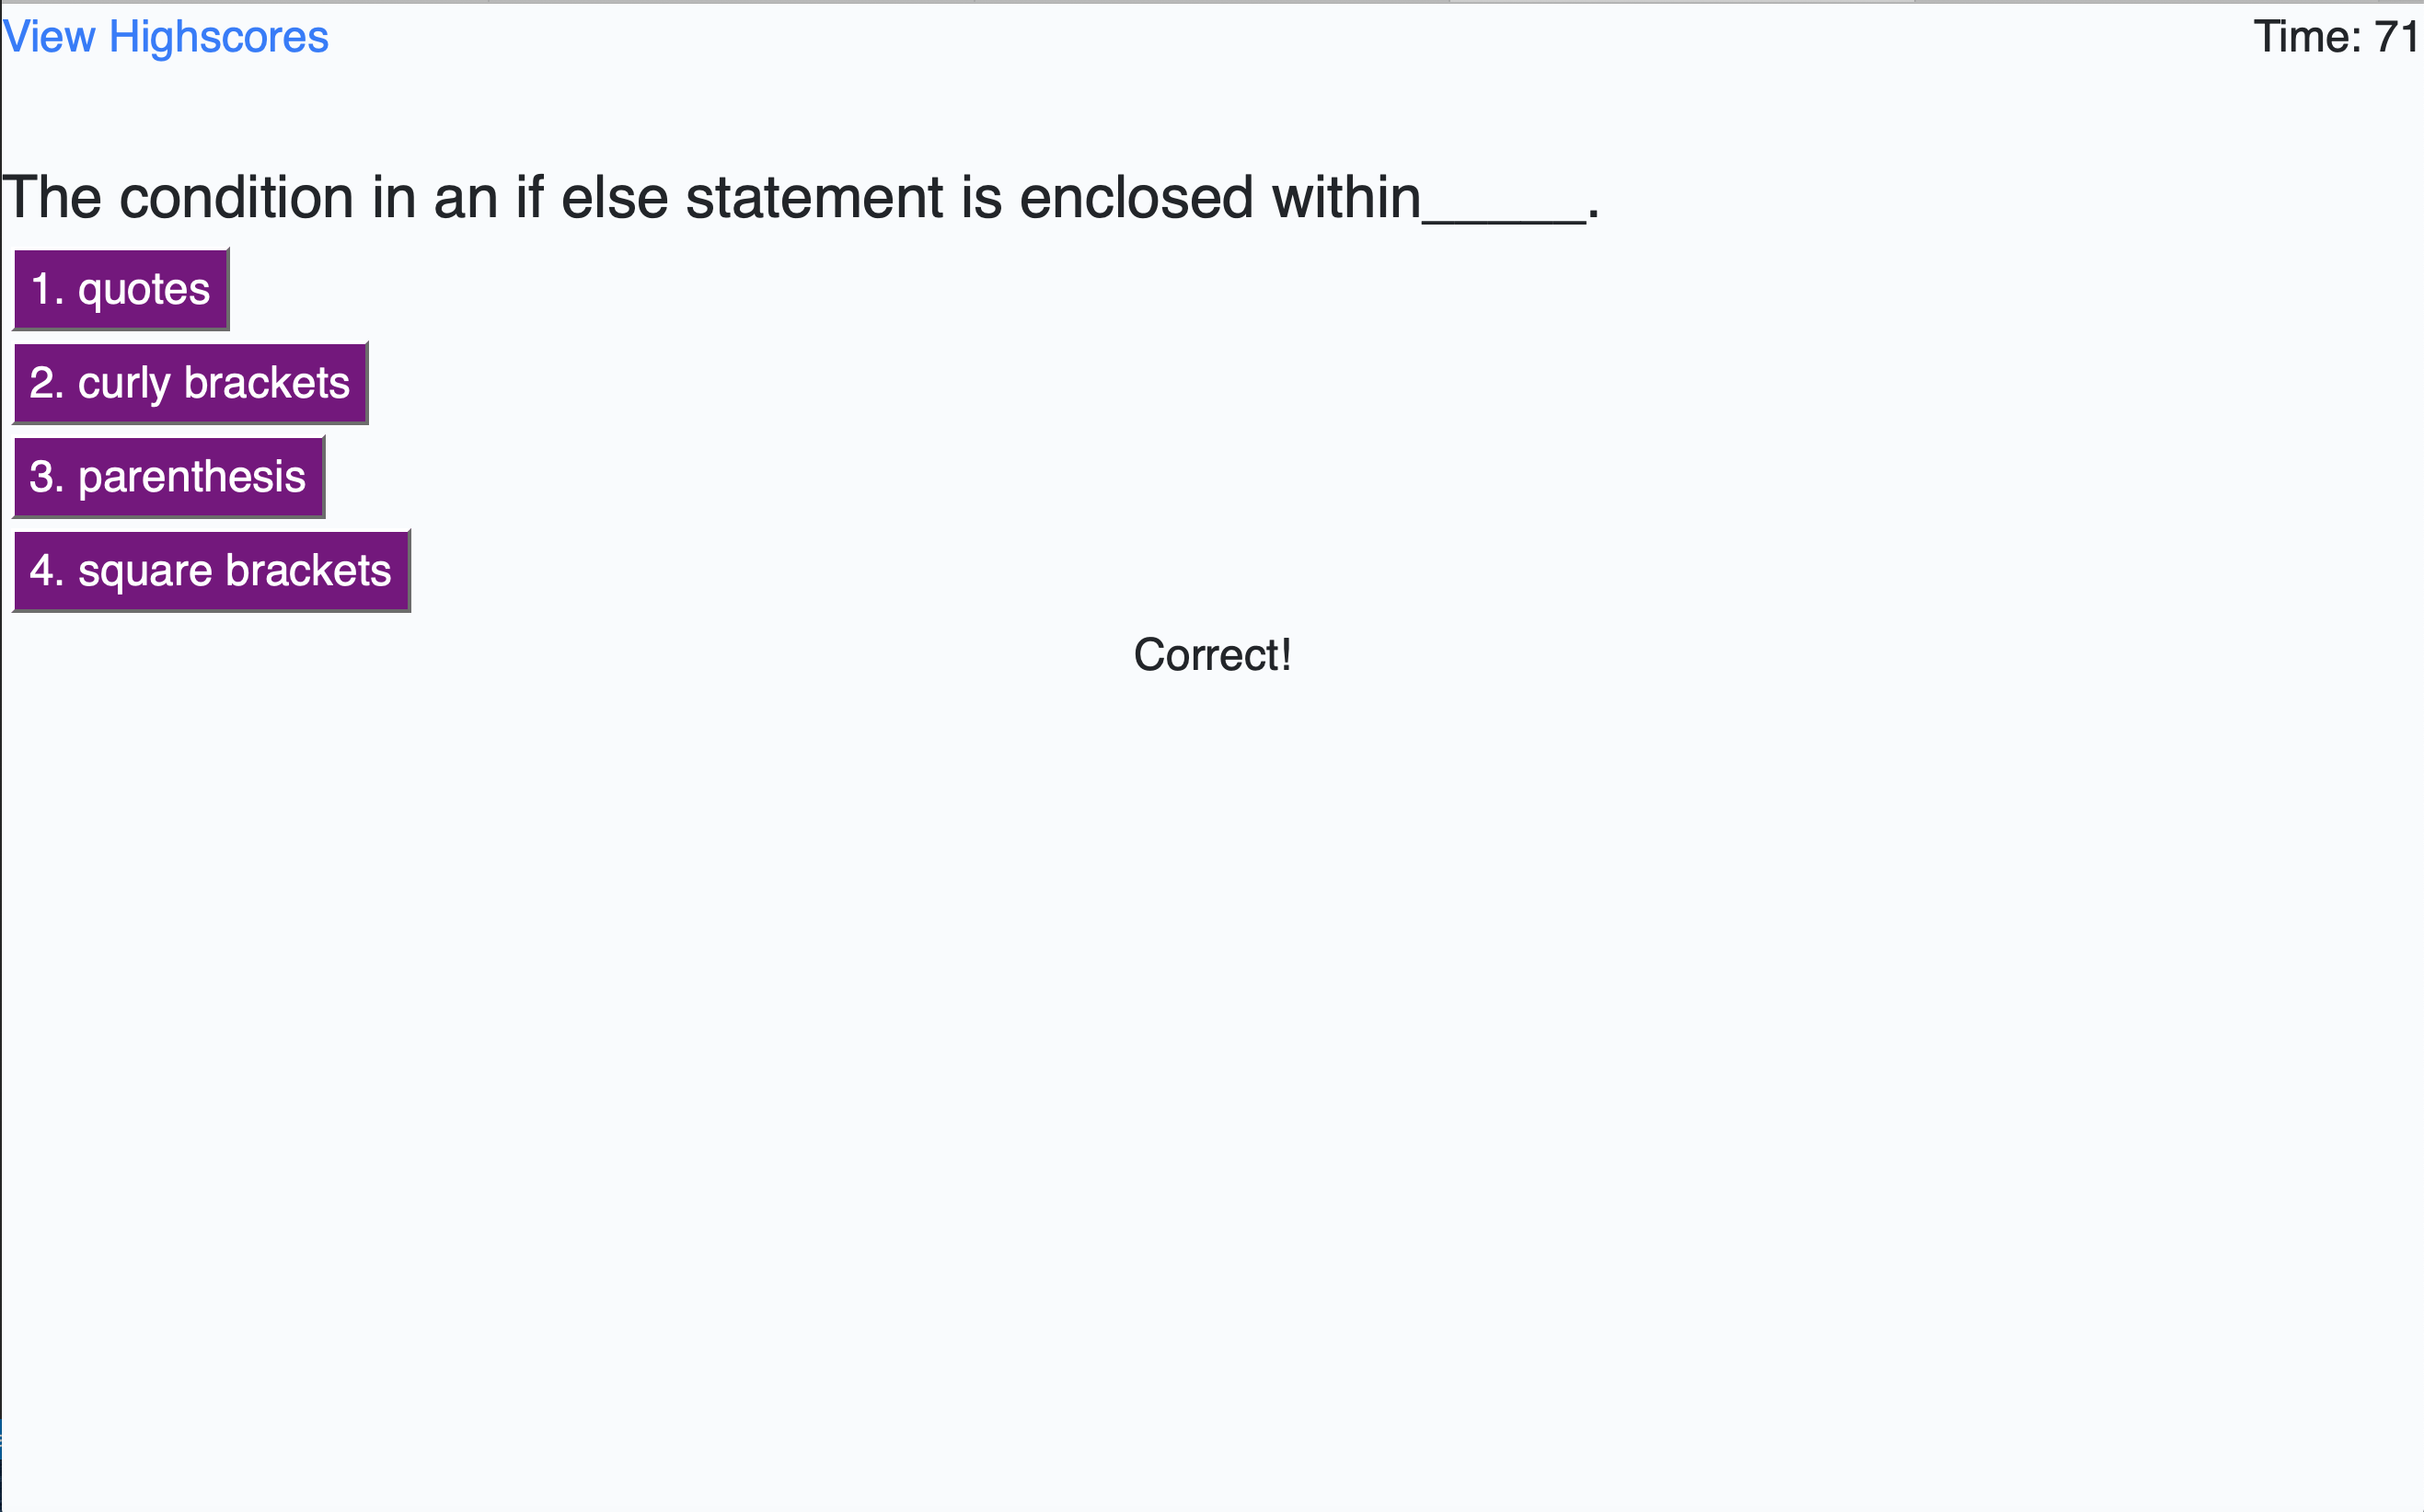 View Highscores
Time: 71
The condition in an if else statement is enclosed within______.
1. quotes
2. curly brackets
3. parenthesis
4. square brackets
Correct!